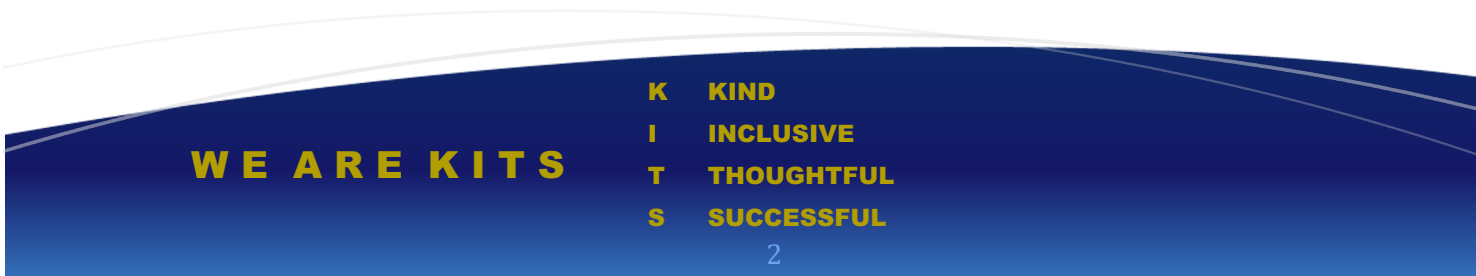 WE ARE KITS
K KIND
I INCLUSIVE
T THOUGHTFUL
S SUCCESSFUL
2